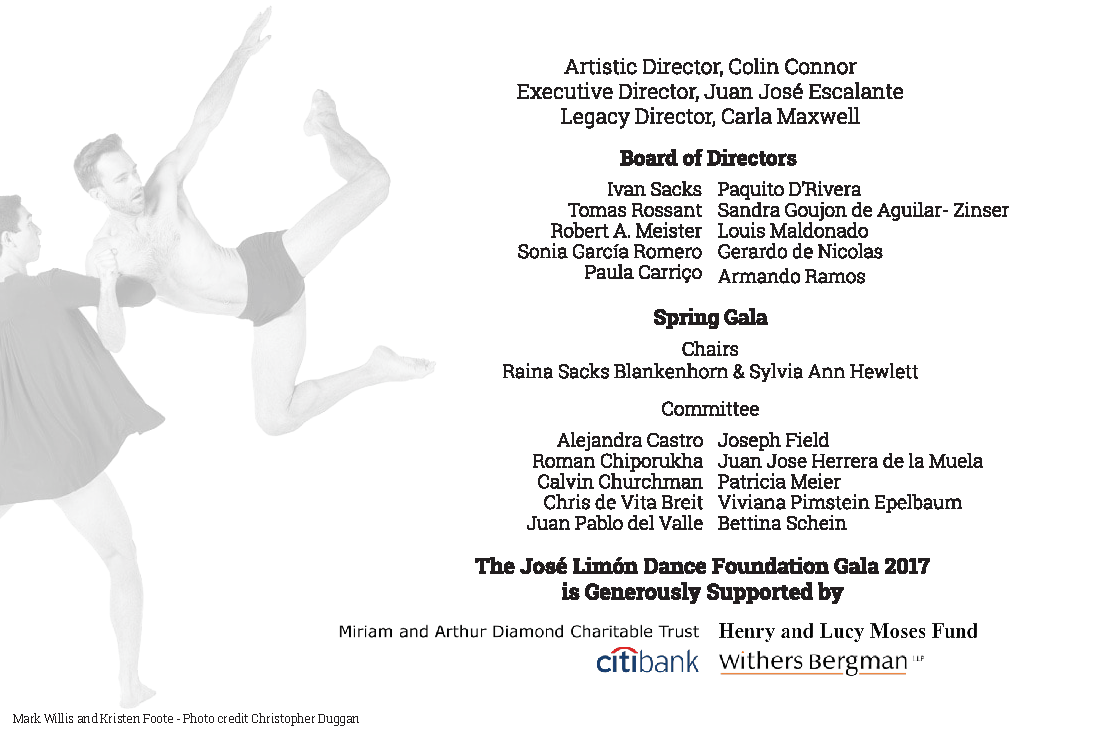 Artistic Director, Colin Connor
Executive Director, Juan José Escalante
Legacy Director, Carla Maxwell
Board of Directors
Ivan Sacks Paquito D'Rivera
Tomas Rossant Sandra Goujon de Aguilar- Zinser
Robert A. Meister Louis Maldonado
Sonia García Romero Gerardo de Nicolas
Paula Carriço Armando Ramos
Spring Gala
Chairs
Raina Sacks Blankenhorn & Sylvia Ann Hewlett
Committee
Alejandra Castro Joseph Field
Roman Chiporukha Juan Jose Herrera de la Muela
Calvin Churchman Patricia Meier
Chris de Vita Breit Viviana Pimstein Epelbaum
Juan Pablo del Valle Bettina Schein
The José Limón Dance Foundation Gala 2017
is Generously Supported by
Miriam and Arthur Diamond Charitable Trust Henry and Lucy Moses Fund
citibank Withers Bergman LLP
Mark Willis and Kristen Foote - Photo credit Christopher Duggan